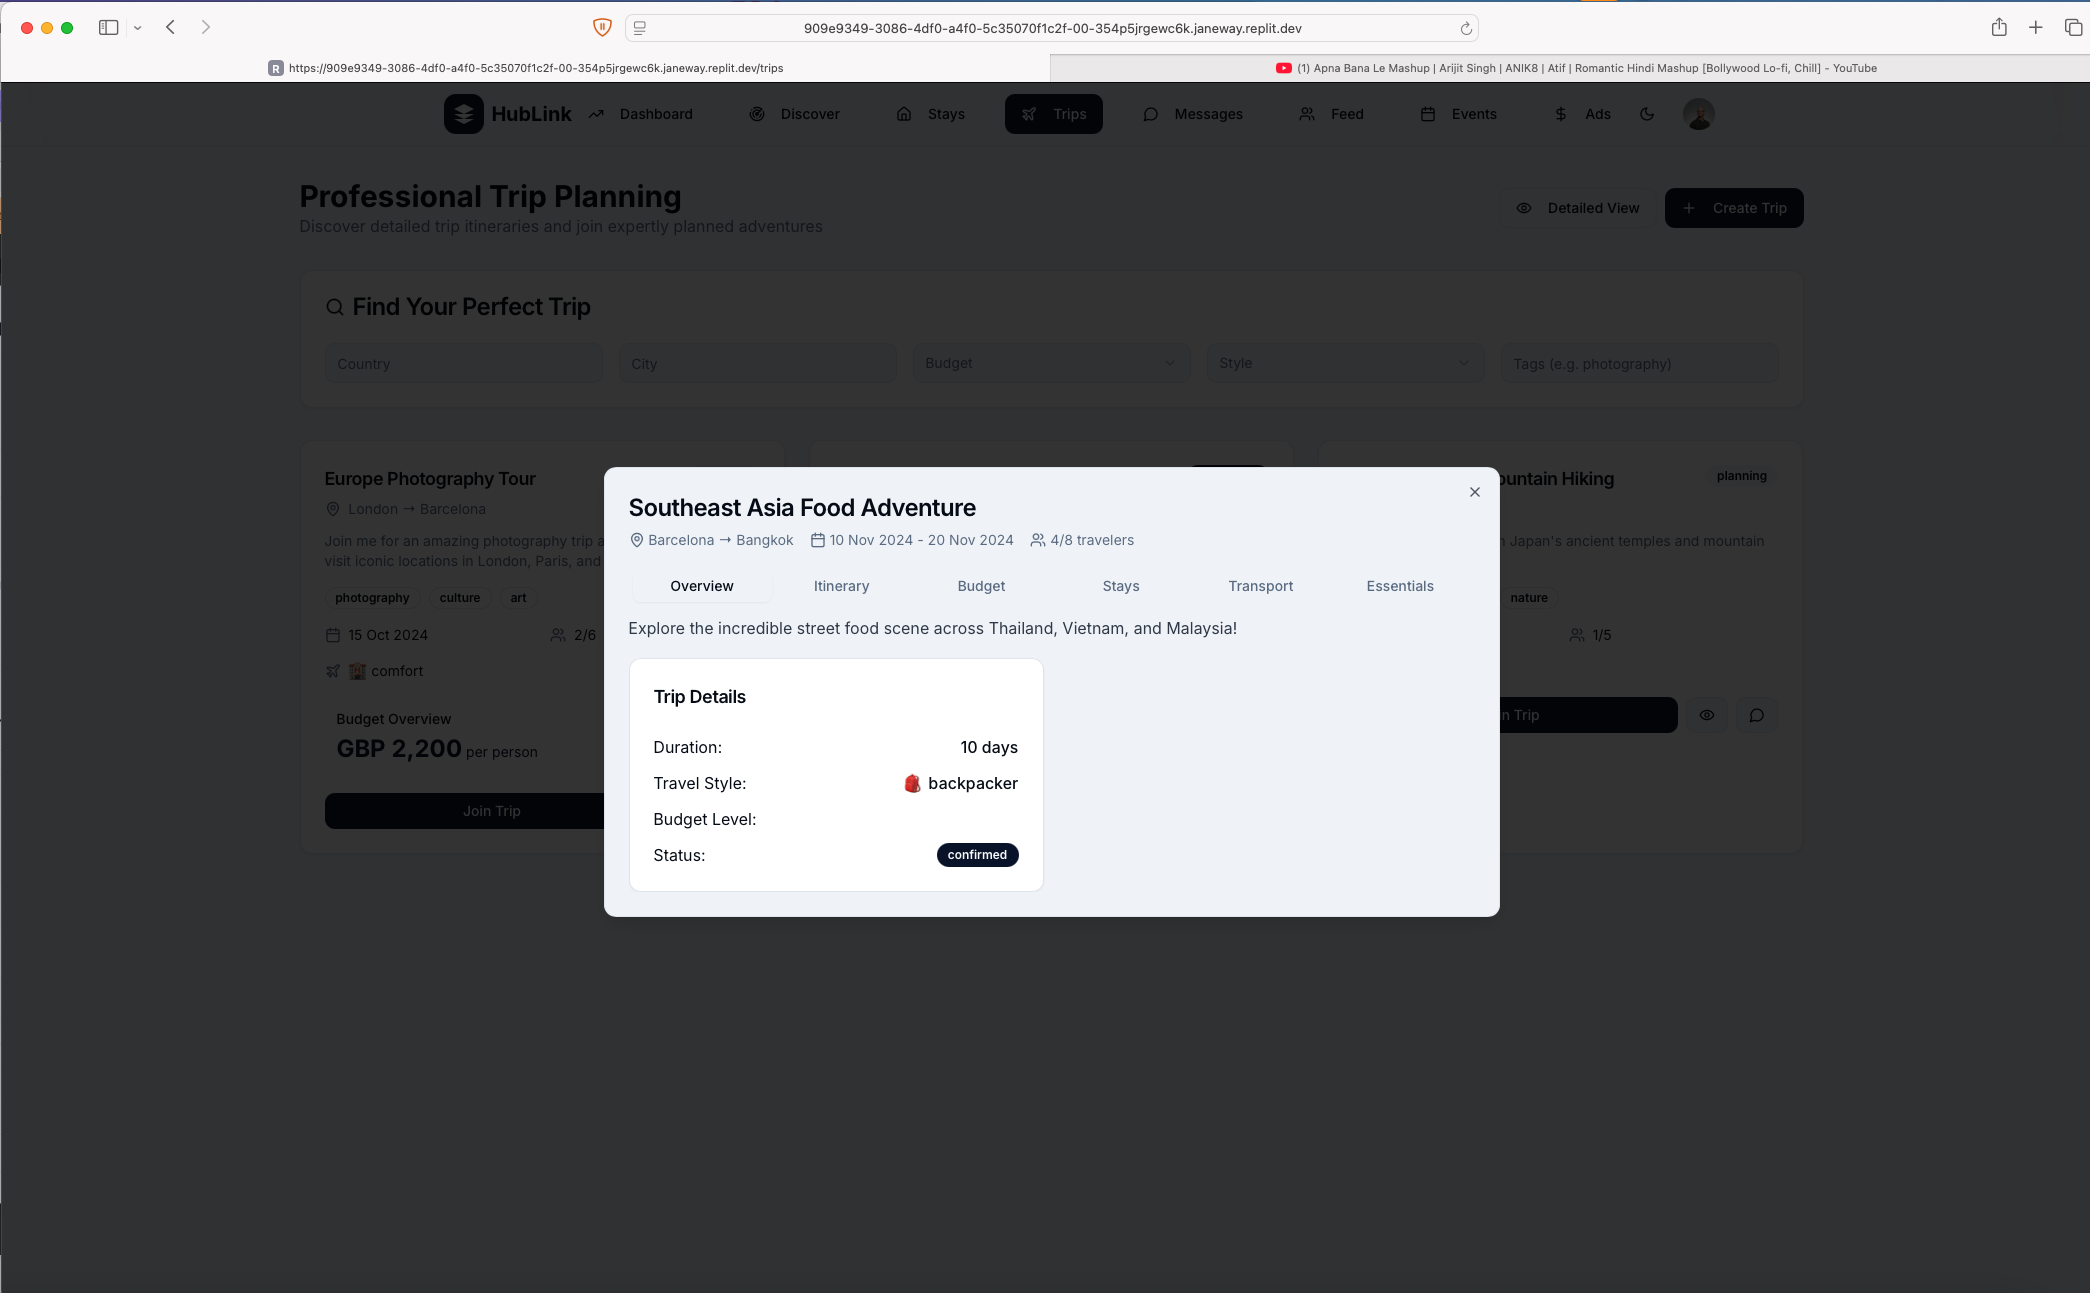 909e9349-3086-4df0-a4f0-5c35070f1c2f-00-354p5jrgewc6k.janeway.replit.dev
R https://909e9349-3086-4df0-a4f0-5c35070f1c2f-00-354p5jrgewc6k.janeway.replit.dev/trips
(1) Apna Bana Le Mashup | Arijit Singh | ANIK8 | Atif | Romantic Hindi Mashup [Bollywood Lo-fi, Chill] - YouTube
HubLink Dashboard Discover Stays Trips Messages Feed Events Ads
Professional Trip Planning
Discover detailed trip itineraries and join expertly planned adventures
Detailed View
Create Trip
Find Your Perfect Trip
Country City Budget Style Tags (e.g. photography)
Europe Photography Tour
London → Barcelona
Join me for an amazing photography trip a
visit iconic locations in London, Paris, and
photography culture art
15 Oct 2024 2/6
comfort
Budget Overview
GBP 2,200 per person
Join Trip
Southeast Asia Food Adventure
Barcelona → Bangkok 10 Nov 2024 - 20 Nov 2024 4/8 travelers
Overview Itinerary Budget Stays Transport Essentials
Explore the incredible street food scene across Thailand, Vietnam, and Malaysia!
Trip Details
Duration: 10 days
Travel Style: backpacker
Budget Level:
Status: confirmed
ountain Hiking planning
Japan's ancient temples and mountain
nature
1/5
n Trip